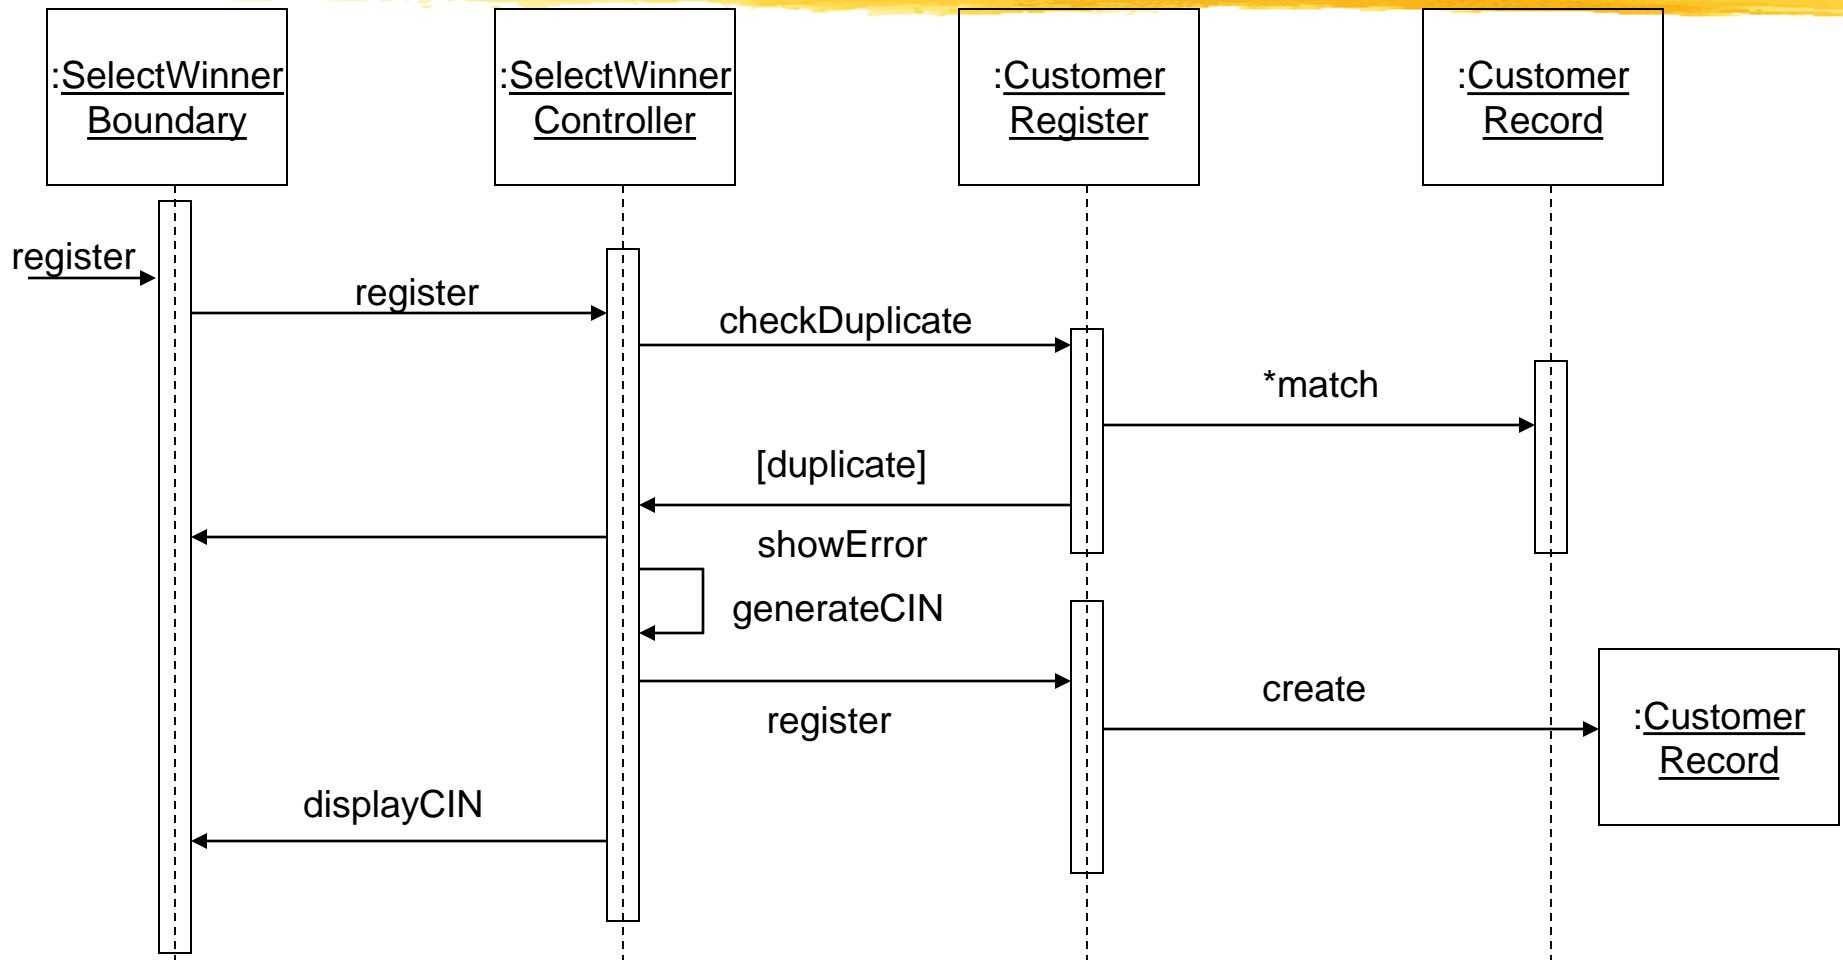 :SelectWinner
Boundary
:SelectWinner
Controller
:Customer
Register
:Customer
Record
register
register
checkDuplicate
*match
[duplicate]
showError
generateCIN
register
create
:Customer
Record
displayCIN